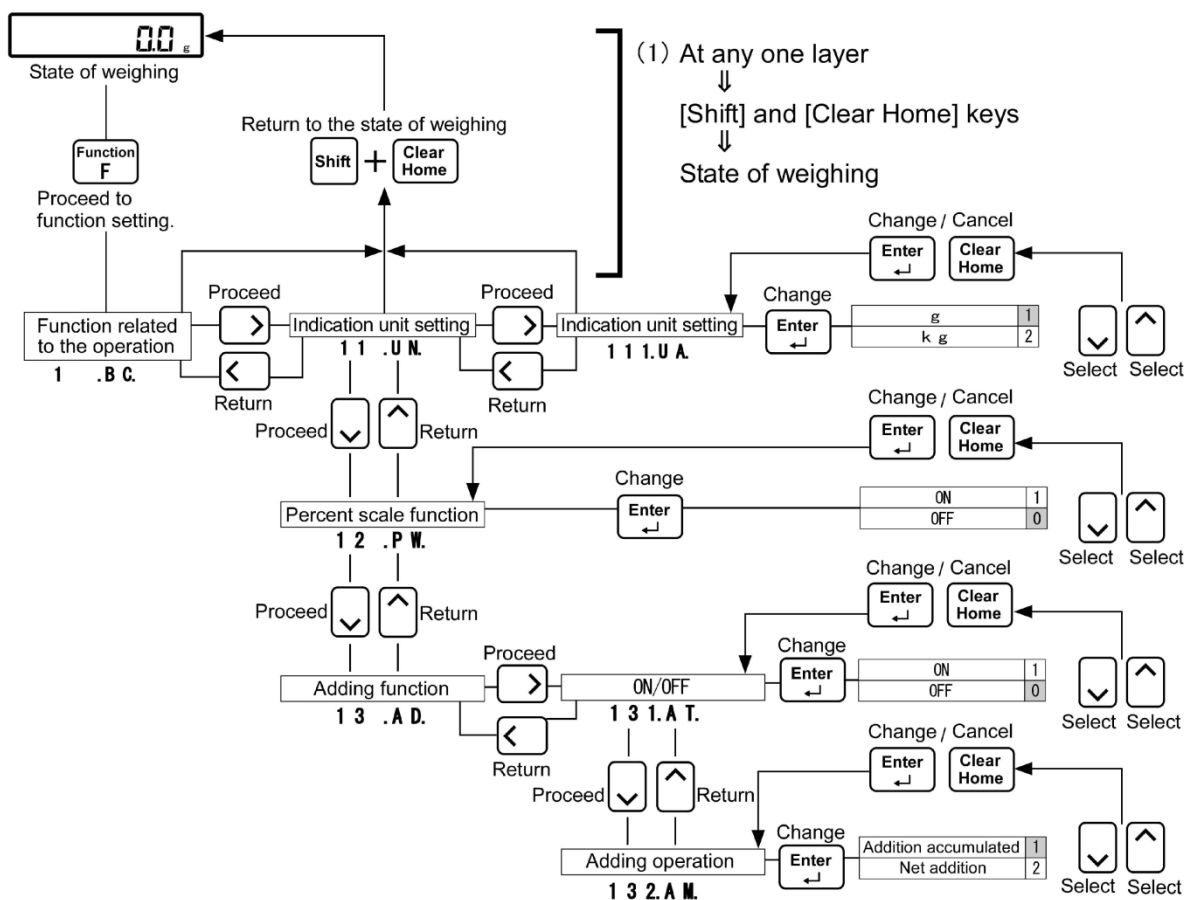 0.0 g
State of weighing
Function
F
Proceed to
function setting.
Return to the state of weighing
Shift + Clear
Home
(1) At any one layer
⇓
[Shift] and [Clear Home] keys
⇓
State of weighing
Change / Cancel
Enter
Clear
Home
Function related
to the operation
1 .B C.
Proceed
Return
Indication unit setting
1 1 .U N.
Proceed
Return
Indication unit setting
1 1 1.U A.
Change
Enter
g 1
k g 2
Select Select
Proceed
Return
Change / Cancel
Enter
Clear
Home
Percent scale function
1 2 .P W.
Change
Enter
ON 1
OFF 0
Select Select
Proceed
Return
Change / Cancel
Enter
Clear
Home
Adding function
1 3 .A D.
Proceed
Return
ON/OFF
1 3 1.A T.
Change
Enter
ON 1
OFF 0
Select Select
Proceed
Return
Change / Cancel
Enter
Clear
Home
Adding operation
1 3 2.A M.
Change
Enter
Addition accumulated 1
Net addition 2
Select Select